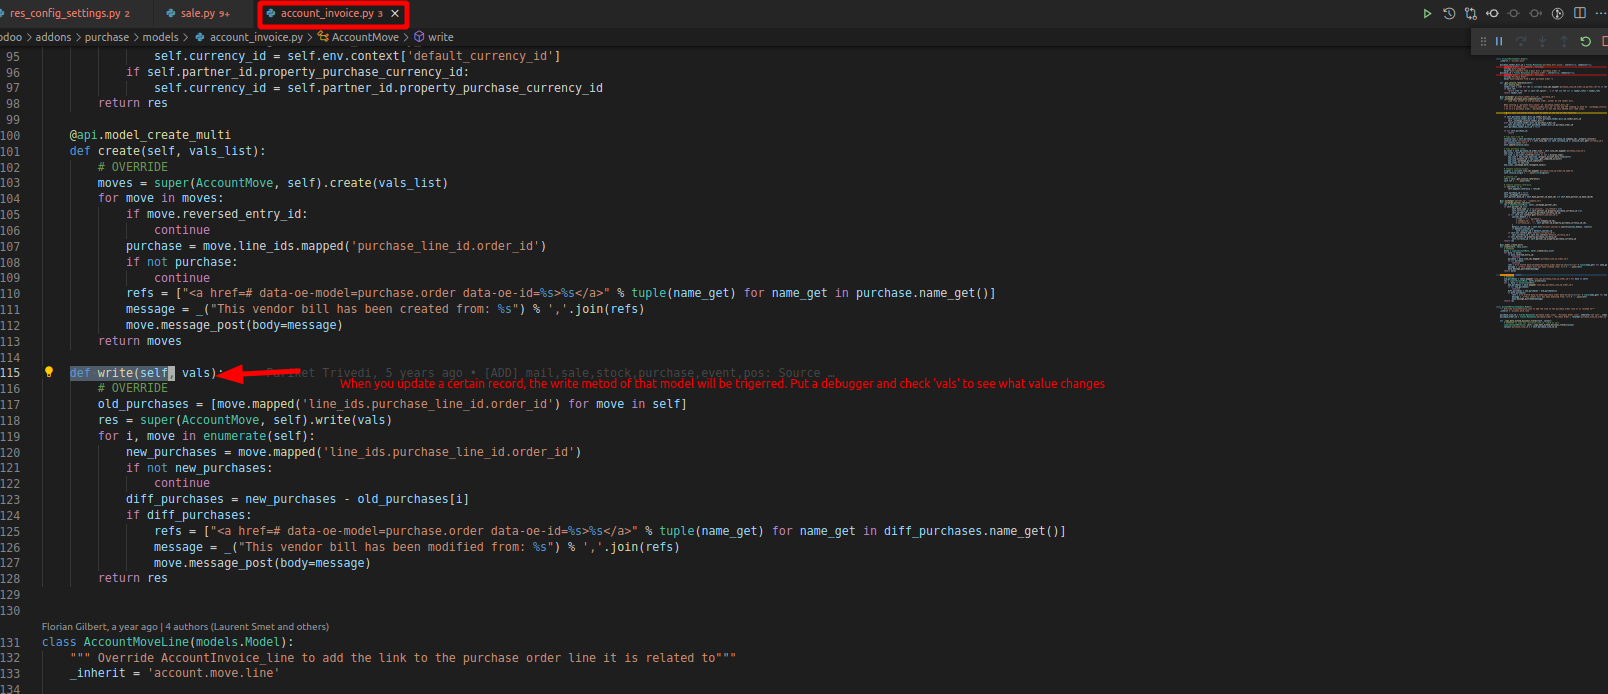 res_config_settings.py 2
sale.py 9+
account_invoice.py 3
odoo > addons > purchase > models > account_invoice.py > AccountMove > write
95 self.currency_id = self.env.context['default_currency_id']
96 if self.partner_id.property_purchase_currency_id:
97 self.currency_id = self.partner_id.property_purchase_currency_id
98 return res
99
100 @api.model_create_multi
101 def create(self, vals_list):
102 # OVERRIDE
103 moves = super(AccountMove, self).create(vals_list)
104 for move in moves:
105 if move.reversed_entry_id:
106 continue
107 purchase = move.line_ids.mapped('purchase_line_id.order_id')
108 if not purchase:
109 continue
110 refs = ["<a href=# data-oe-model=purchase.order data-oe-id=%s>%s</a>" % tuple(name_get) for name_get in purchase.name_get()]
111 message = _("This vendor bill has been created from: %s") % ','.join(refs)
112 move.message_post(body=message)
113 return moves
114
115 def write(self, vals): Pariket Trivedi, 5 years ago • [ADD] mail,sale,stock,purchase,event,pos: Source …
When you update a certain record, the write metod of that model will be trigerred. Put a debugger and check 'vals' to see what value changes
116 # OVERRIDE
117 old_purchases = [move.mapped('line_ids.purchase_line_id.order_id') for move in self]
118 res = super(AccountMove, self).write(vals)
119 for i, move in enumerate(self):
120 new_purchases = move.mapped('line_ids.purchase_line_id.order_id')
121 if not new_purchases:
122 continue
123 diff_purchases = new_purchases - old_purchases[i]
124 if diff_purchases:
125 refs = ["<a href=# data-oe-model=purchase.order data-oe-id=%s>%s</a>" % tuple(name_get) for name_get in diff_purchases.name_get()]
126 message = _("This vendor bill has been modified from: %s") % ','.join(refs)
127 move.message_post(body=message)
128 return res
129
130
Florian Gilbert, a year ago | 4 authors (Laurent Smet and others)
131 class AccountMoveLine(models.Model):
132 """ Override AccountInvoice_line to add the link to the purchase order line it is related to"""
133 _inherit = 'account.move.line'
134